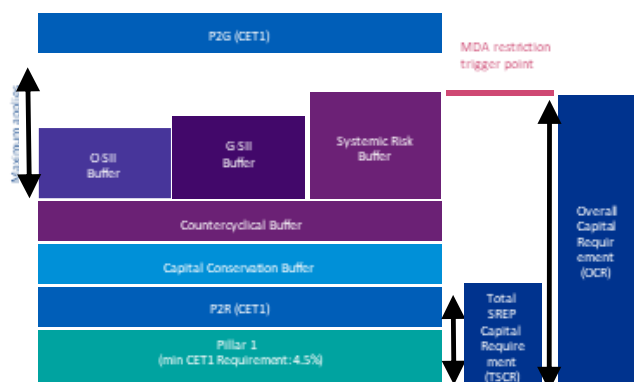 P2G (CET1)
MDA restriction
trigger point
Maximum applies
O SII
Buffer
G SII
Buffer
Systemic Risk
Buffer
Countercyclical Buffer
Capital Conservation Buffer
P2R (CET1)
Pillar 1
(min CET1 Requirement: 4.5%)
Total
SREP
Capital
Require
ment
(TSCR)
Overall
Capital
Requir
ement
(OCR)